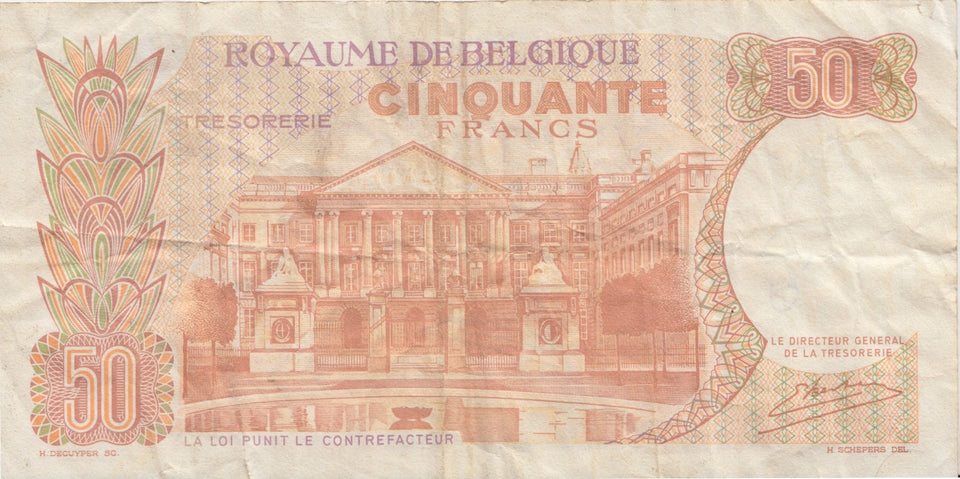 ROYAUME DE BELGIQUE
50
CINQUANTE
TRESORERIE
FRANCS
LE DIRECTEUR GENERAL
DE LA TRESORERIE
50
LA LOI PUNIT LE CONTREFACTEUR
H. DECUYPER SC.
H. SCHEPERS DEL.